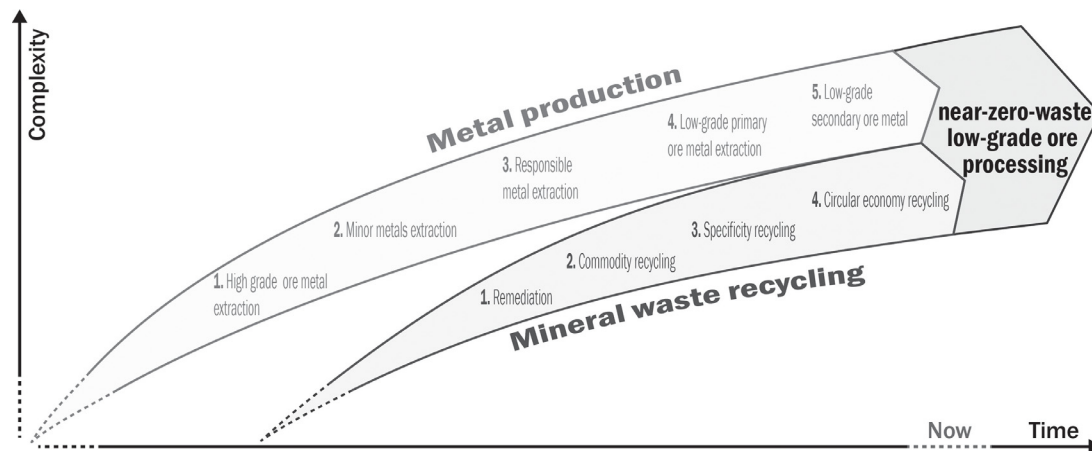 Complexity
Metal production
1. High grade ore metal
extraction
2. Minor metals extraction
3. Responsible
metal extraction
4. Low-grade primary
ore metal extraction
5. Low-grade
secondary ore metal
near-zero-waste
low-grade ore
processing
1. Remediation
2. Commodity recycling
3. Specificity recycling
4. Circular economy recycling
Mineral waste recycling
Now
Time